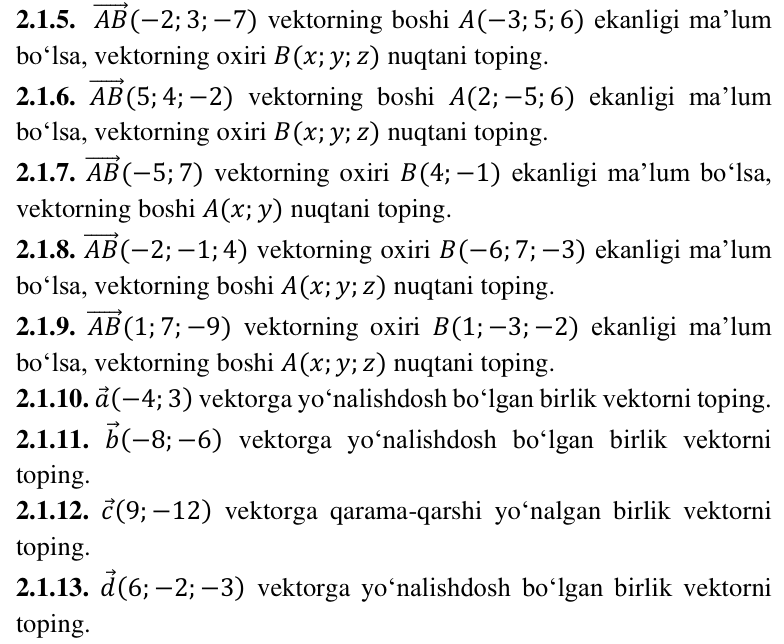 2.1.5. $\overrightarrow{AB}$(−2; 3; −7) vektorning boshi A(−3; 5; 6) ekanligi ma’lum
bo‘lsa, vektorning oxiri B(x; y; z) nuqtani toping.
2.1.6. $\overrightarrow{AB}$(5; 4; −2) vektorning boshi A(2; −5; 6) ekanligi ma’lum
bo‘lsa, vektorning oxiri B(x; y; z) nuqtani toping.
2.1.7. $\overrightarrow{AB}$(−5; 7) vektorning oxiri B(4; −1) ekanligi ma’lum bo‘lsa,
vektorning boshi A(x; y) nuqtani toping.
2.1.8. $\overrightarrow{AB}$(−2; −1; 4) vektorning oxiri B(−6; 7; −3) ekanligi ma’lum
bo‘lsa, vektorning boshi A(x; y; z) nuqtani toping.
2.1.9. $\overrightarrow{AB}$(1; 7; −9) vektorning oxiri B(1; −3; −2) ekanligi ma’lum
bo‘lsa, vektorning boshi A(x; y; z) nuqtani toping.
2.1.10. $\vec{a}$(−4; 3) vektorga yo‘nalishdosh bo‘lgan birlik vektorni toping.
2.1.11. $\vec{b}$(−8; −6) vektorga yo‘nalishdosh bo‘lgan birlik vektorni
toping.
2.1.12. $\vec{c}$(9; −12) vektorga qarama-qarshi yo‘nalgan birlik vektorni
toping.
2.1.13. $\vec{d}$(6; −2; −3) vektorga yo‘nalishdosh bo‘lgan birlik vektorni
toping.